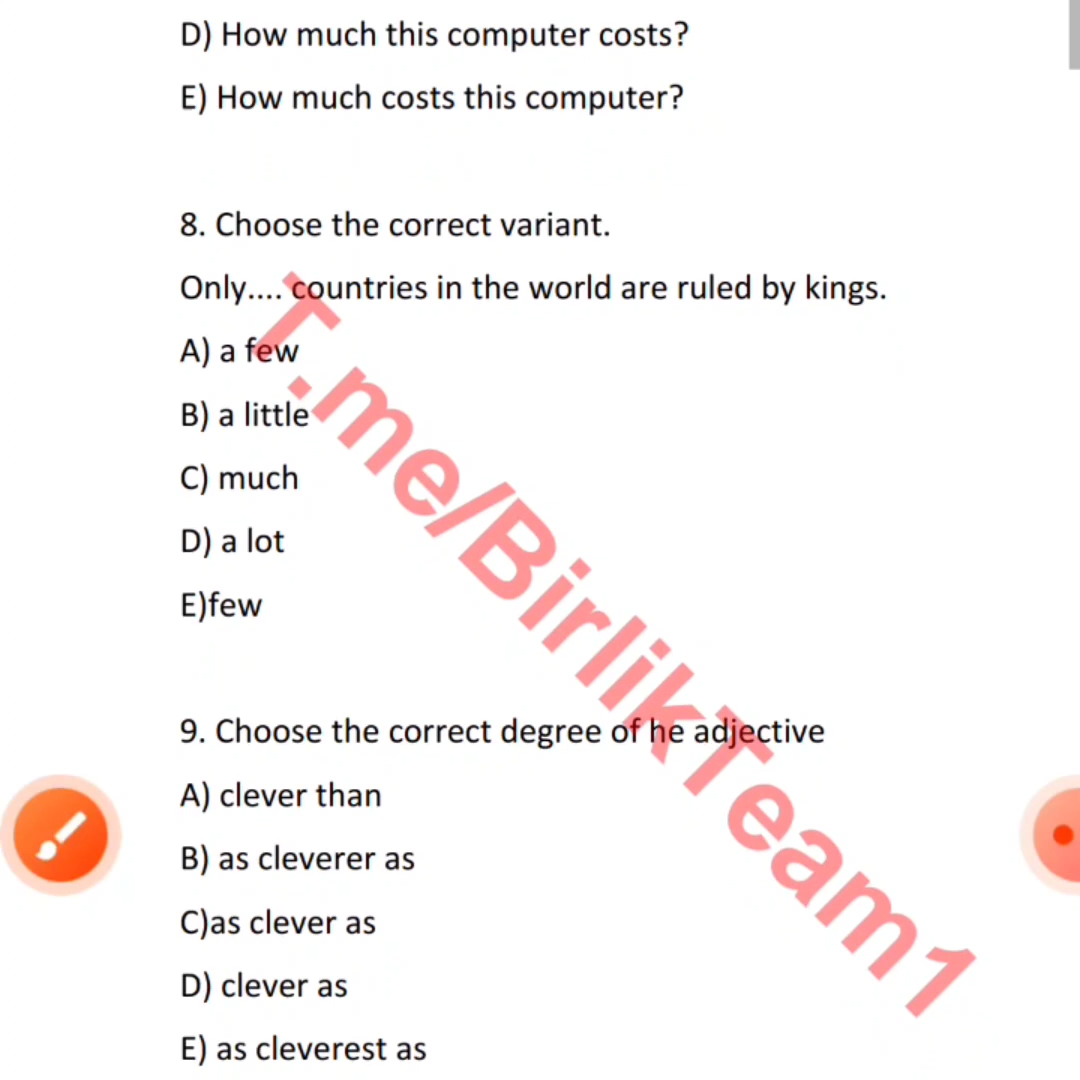 D) How much this computer costs?
E) How much costs this computer?
8. Choose the correct variant.
Only.... countries in the world are ruled by kings.
A) a few
B) a little
C) much
D) a lot
E)few
T.me/BirlikTeam1
9. Choose the correct degree of he adjective
A) clever than
B) as cleverer as
C)as clever as
D) clever as
E) as cleverest as